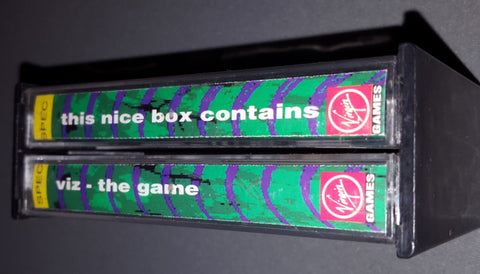 SPEC
this nice box contains
Virgin
GAMES
SPEC
viz - the game
Virgin
GAMES